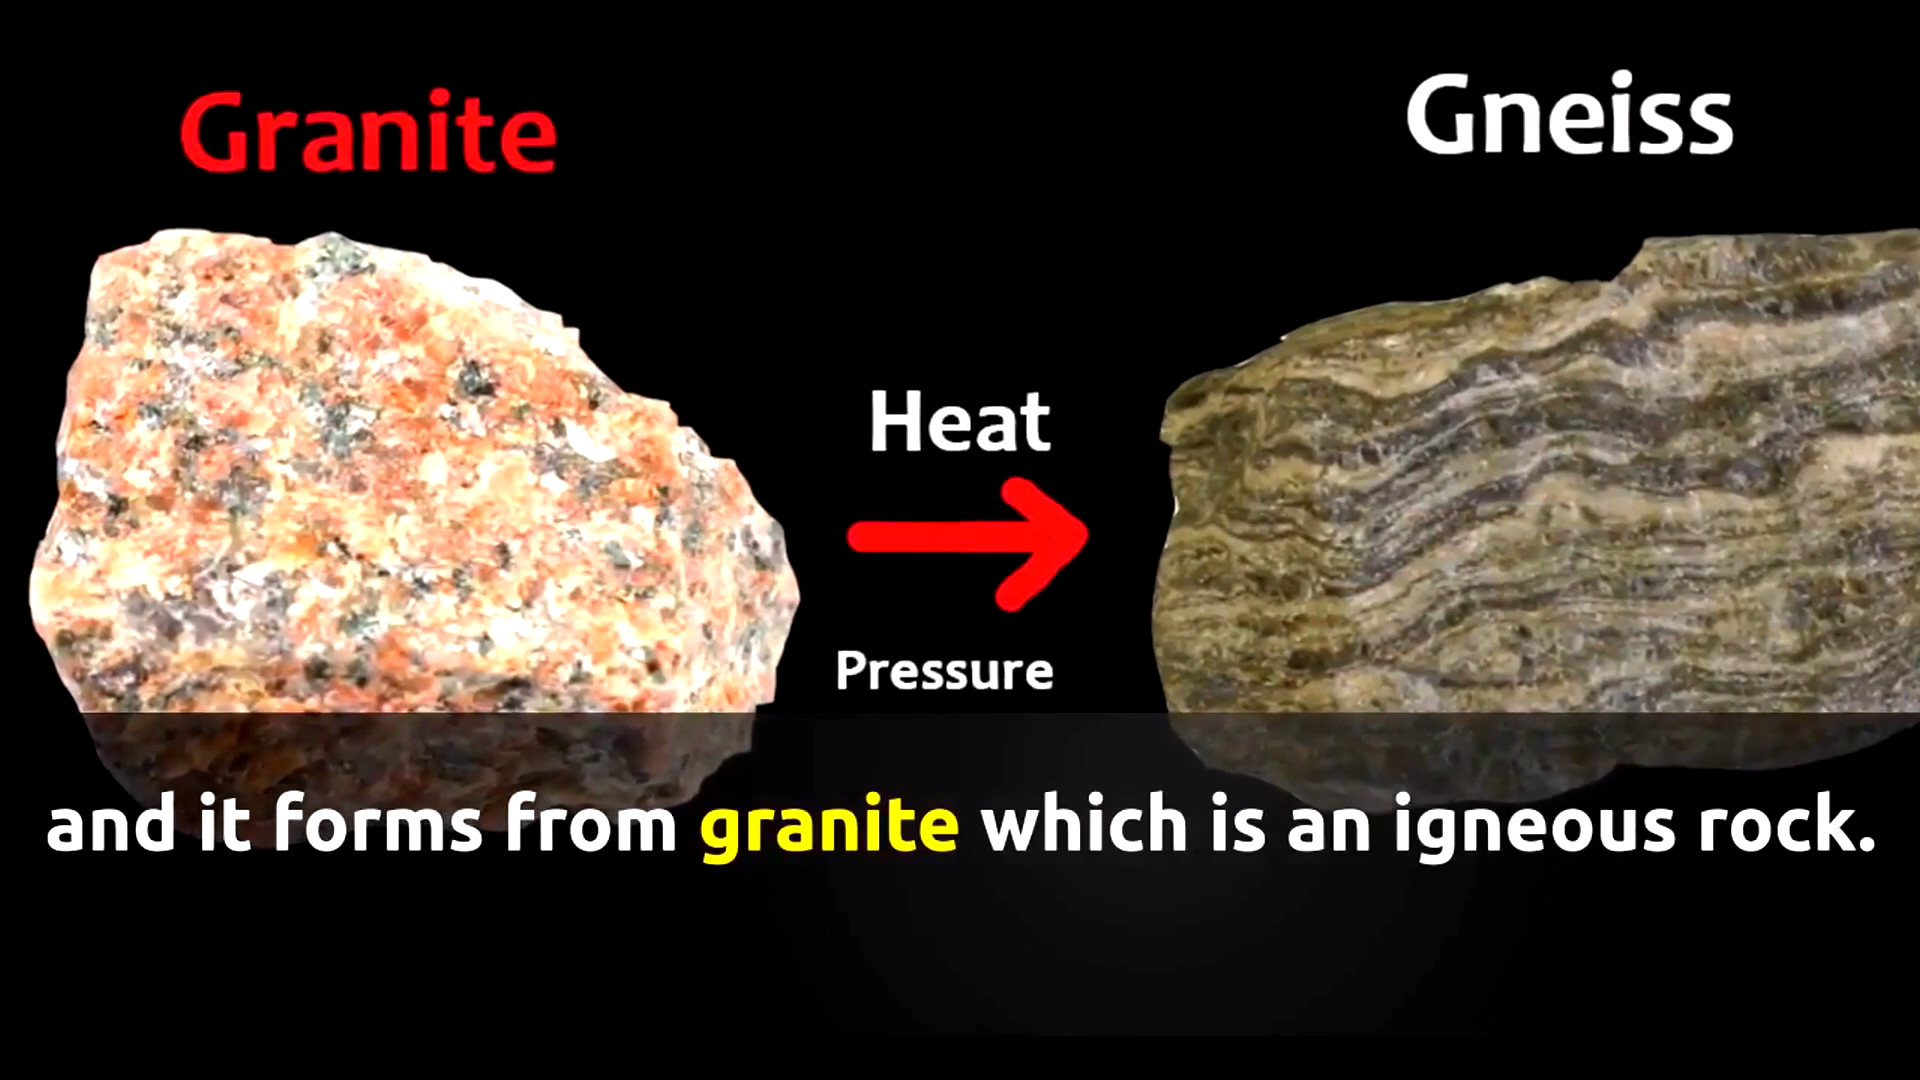 Granite
Gneiss
Heat
Pressure
and it forms from granite which is an igneous rock.